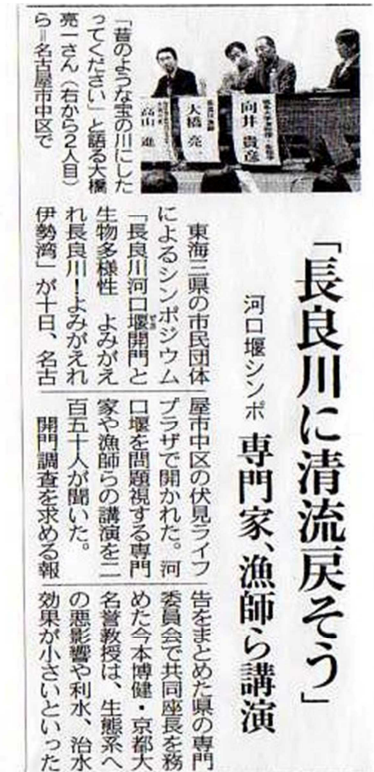 「長良川に清流戻そう」
河口堰シンポ
専門家、漁師ら講演
東海三県の市民団体
によるシンポジウム
「長良川河口堰開門と
生物多様性　よみがえ
れ長良川！よみがえれ
伊勢湾」が十日、名古
屋市中区の伏見ライフ
プラザで開かれた。河
口堰を問題視する専門
家や漁師らの講演を二
百五十人が聞いた。
開門調査を求める報
告をまとめた県の専門
委員会で共同座長を務
めた今本博健・京都大
名誉教授は、生態系へ
の悪影響や利水、治水
効果が小さいといった
向井貴彦
大橋亮
高山進
「昔のような宝の川にした
ってください」と語る大橋
亮一さん（右から２人目）
ら＝名古屋市中区で